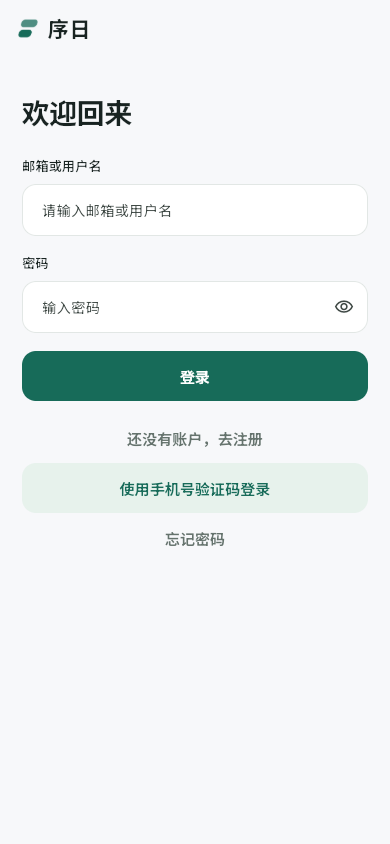 序日
欢迎回来
邮箱或用户名
请输入邮箱或用户名
密码
输入密码
登录
还没有账户，去注册
使用手机号验证码登录
忘记密码